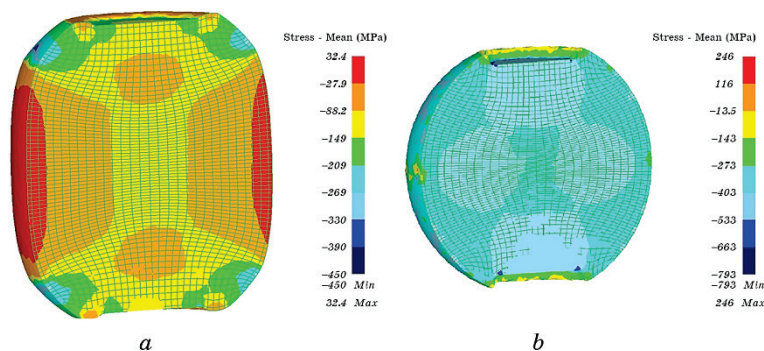 Stress - Mean (MPa)
32.4
-27.9
-88.2
-149
-209
-269
-330
-390
-450
-450 Min
32.4 Max
a
Stress - Mean (MPa)
246
116
-13.5
-143
-273
-403
-533
-663
-793
-793 Min
246 Max
b